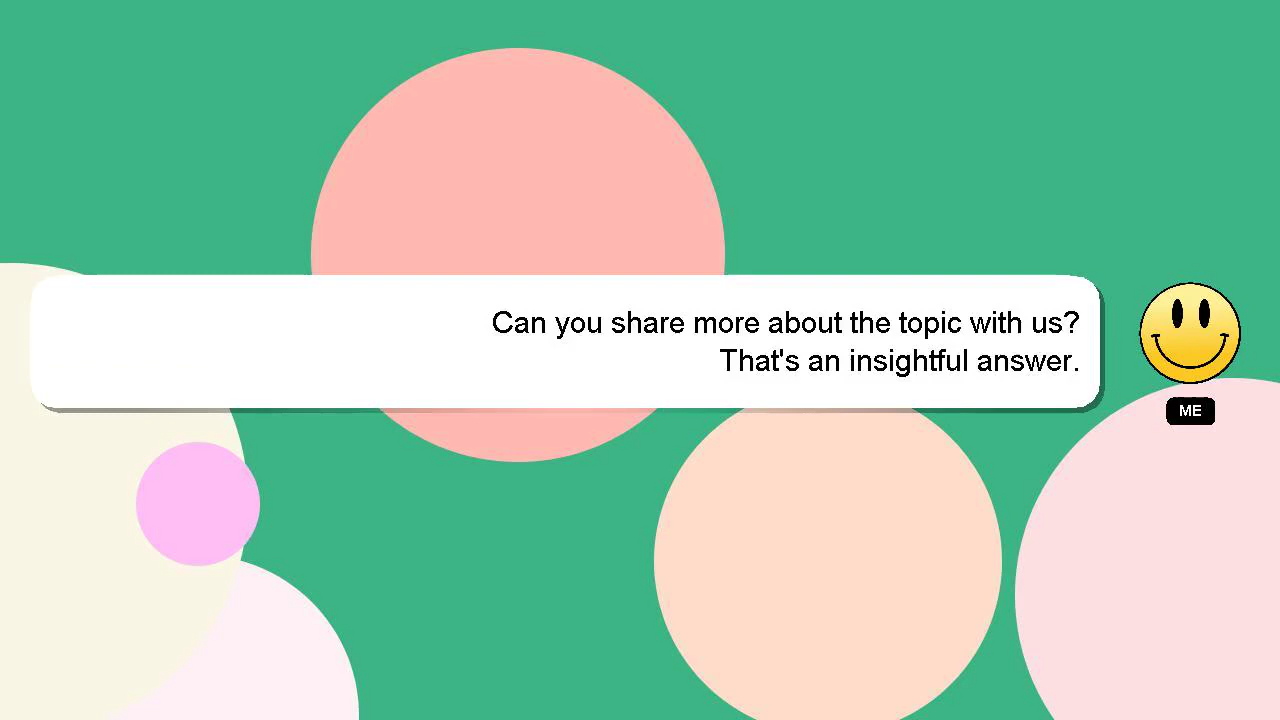 Can you share more about the topic with us?
That's an insightful answer.
ME